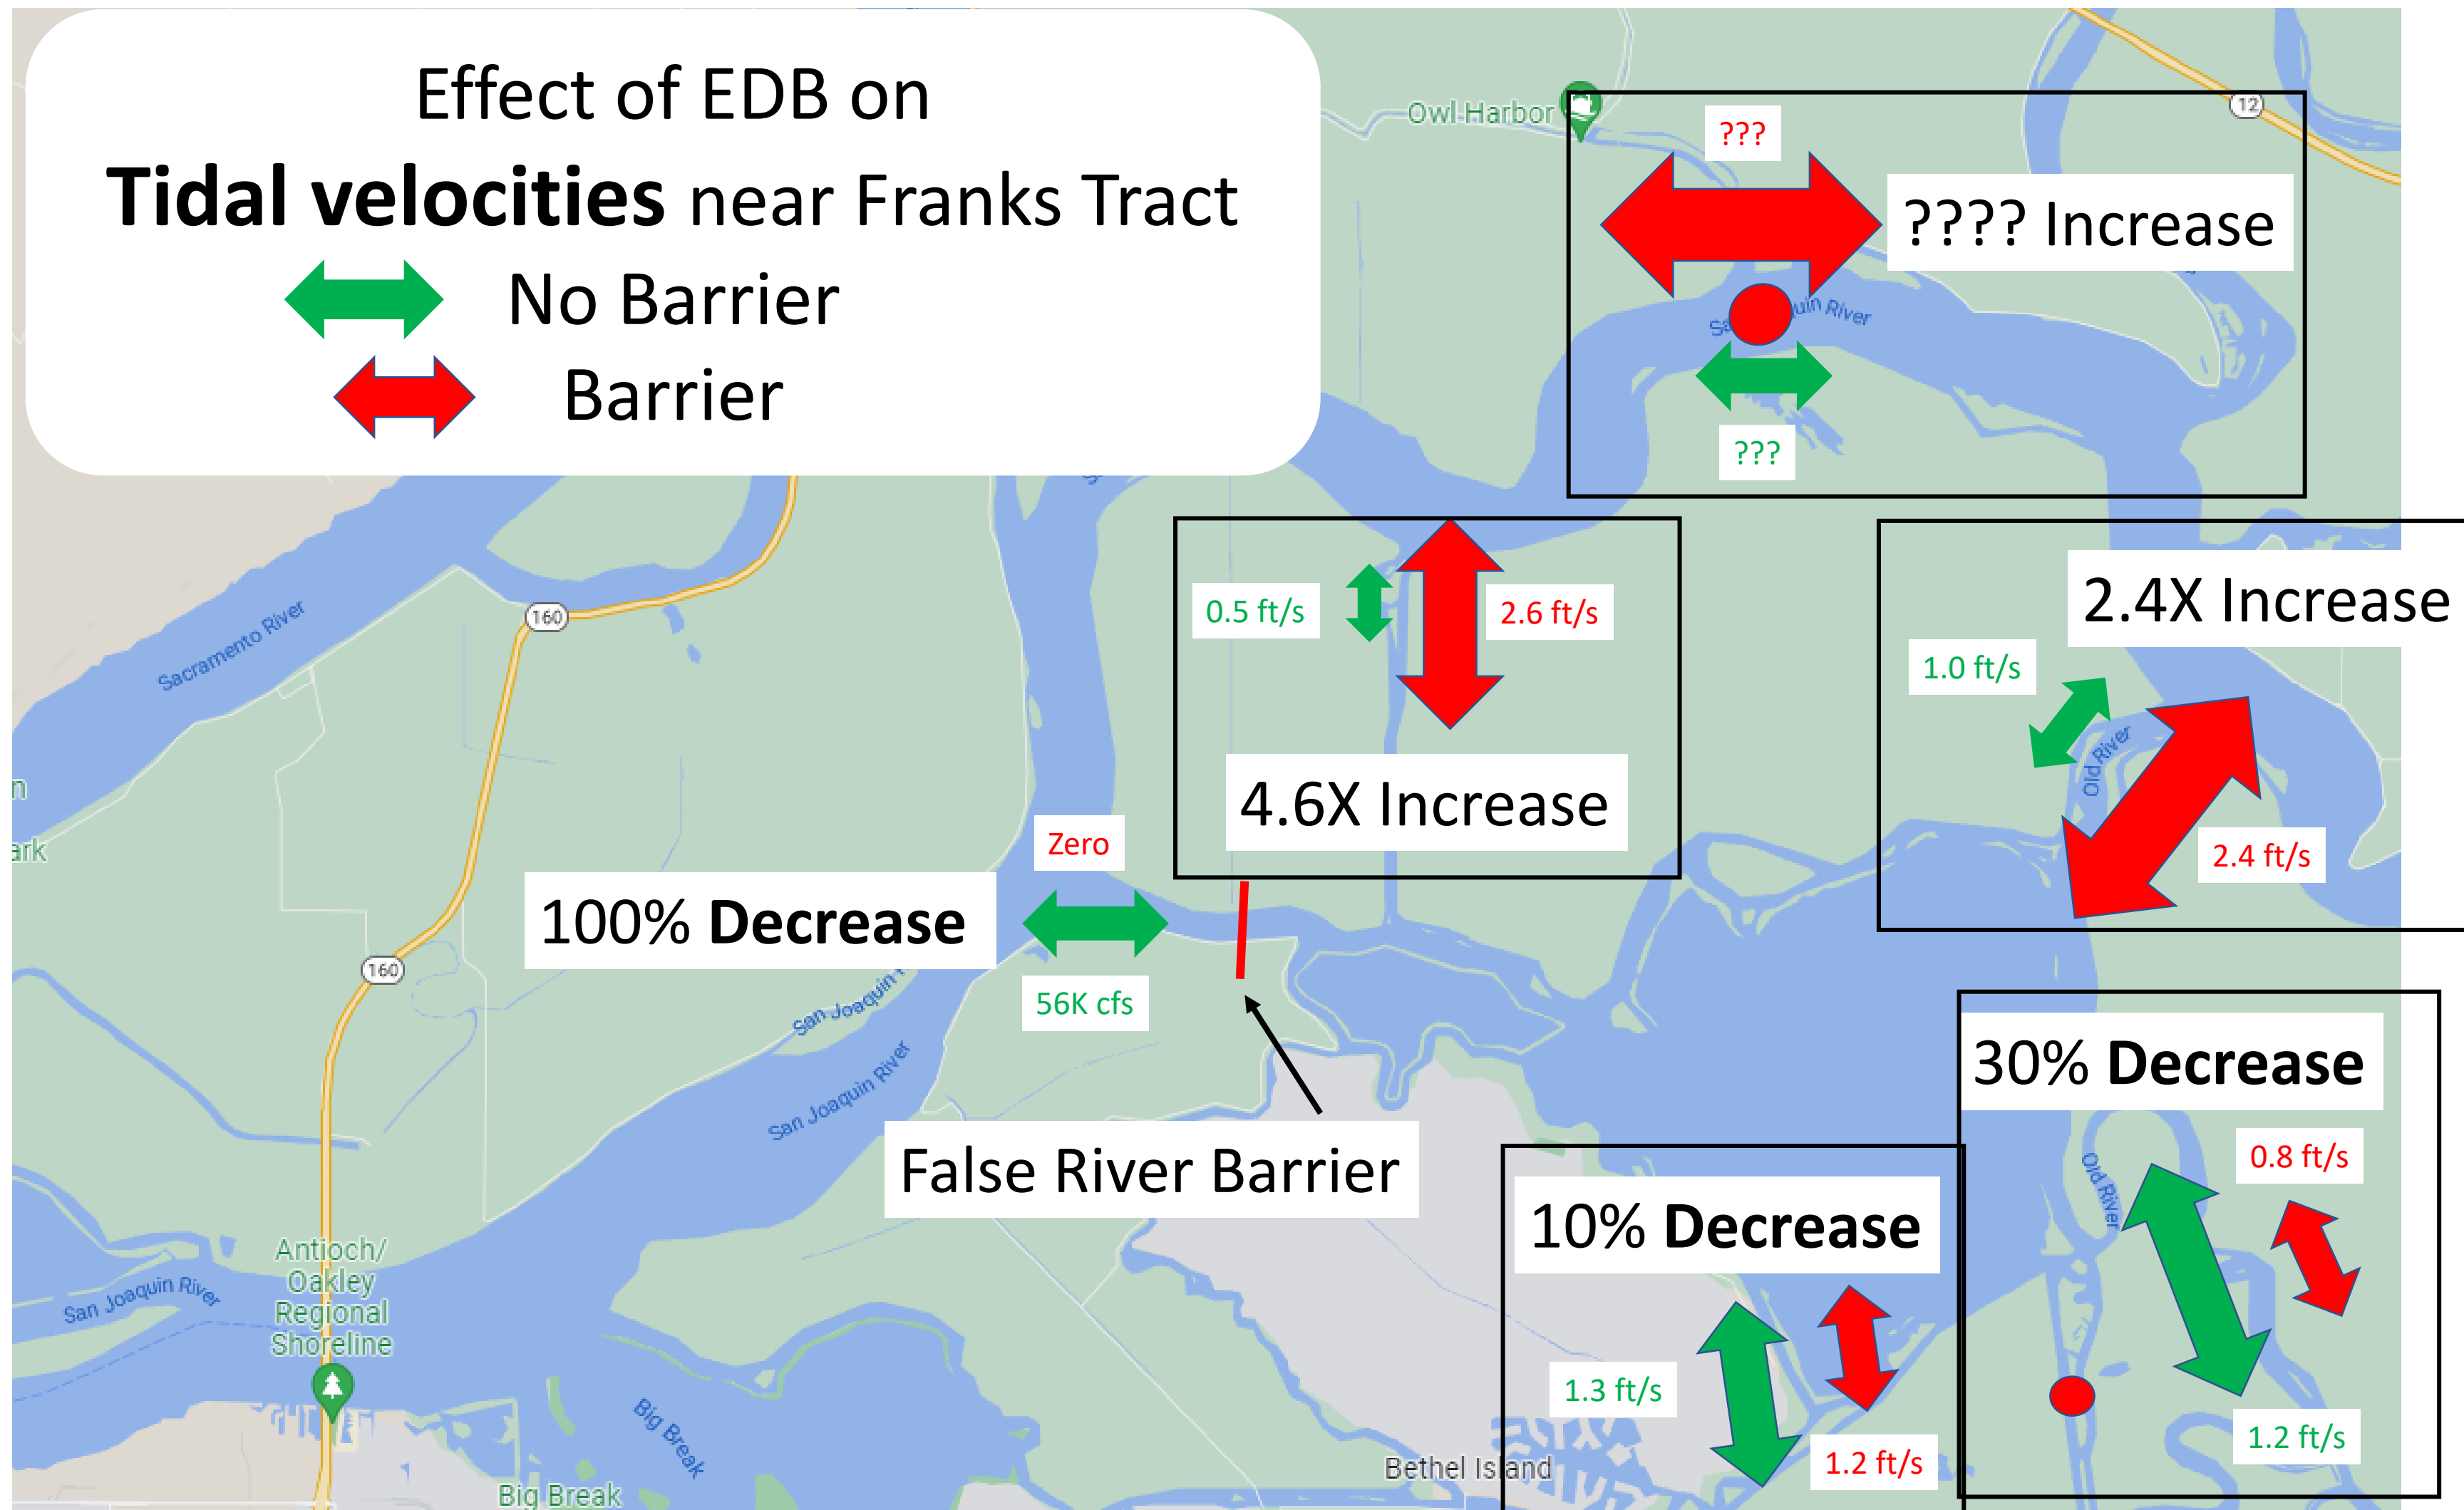 Effect of EDB on
Tidal velocities near Franks Tract
No Barrier
Barrier
Owl Harbor
12
???
???? Increase
San Joaquin River
???
0.5 ft/s
2.6 ft/s
4.6X Increase
2.4X Increase
1.0 ft/s
Old River
2.4 ft/s
160
Sacramento River
Zero
100% Decrease
56K cfs
160
San Joaquin
San Joaquin River
False River Barrier
30% Decrease
0.8 ft/s
Old River
1.2 ft/s
10% Decrease
1.3 ft/s
1.2 ft/s
Antioch/
Oakley
Regional
Shoreline
San Joaquin River
Big Break
Big Break
Bethel Island